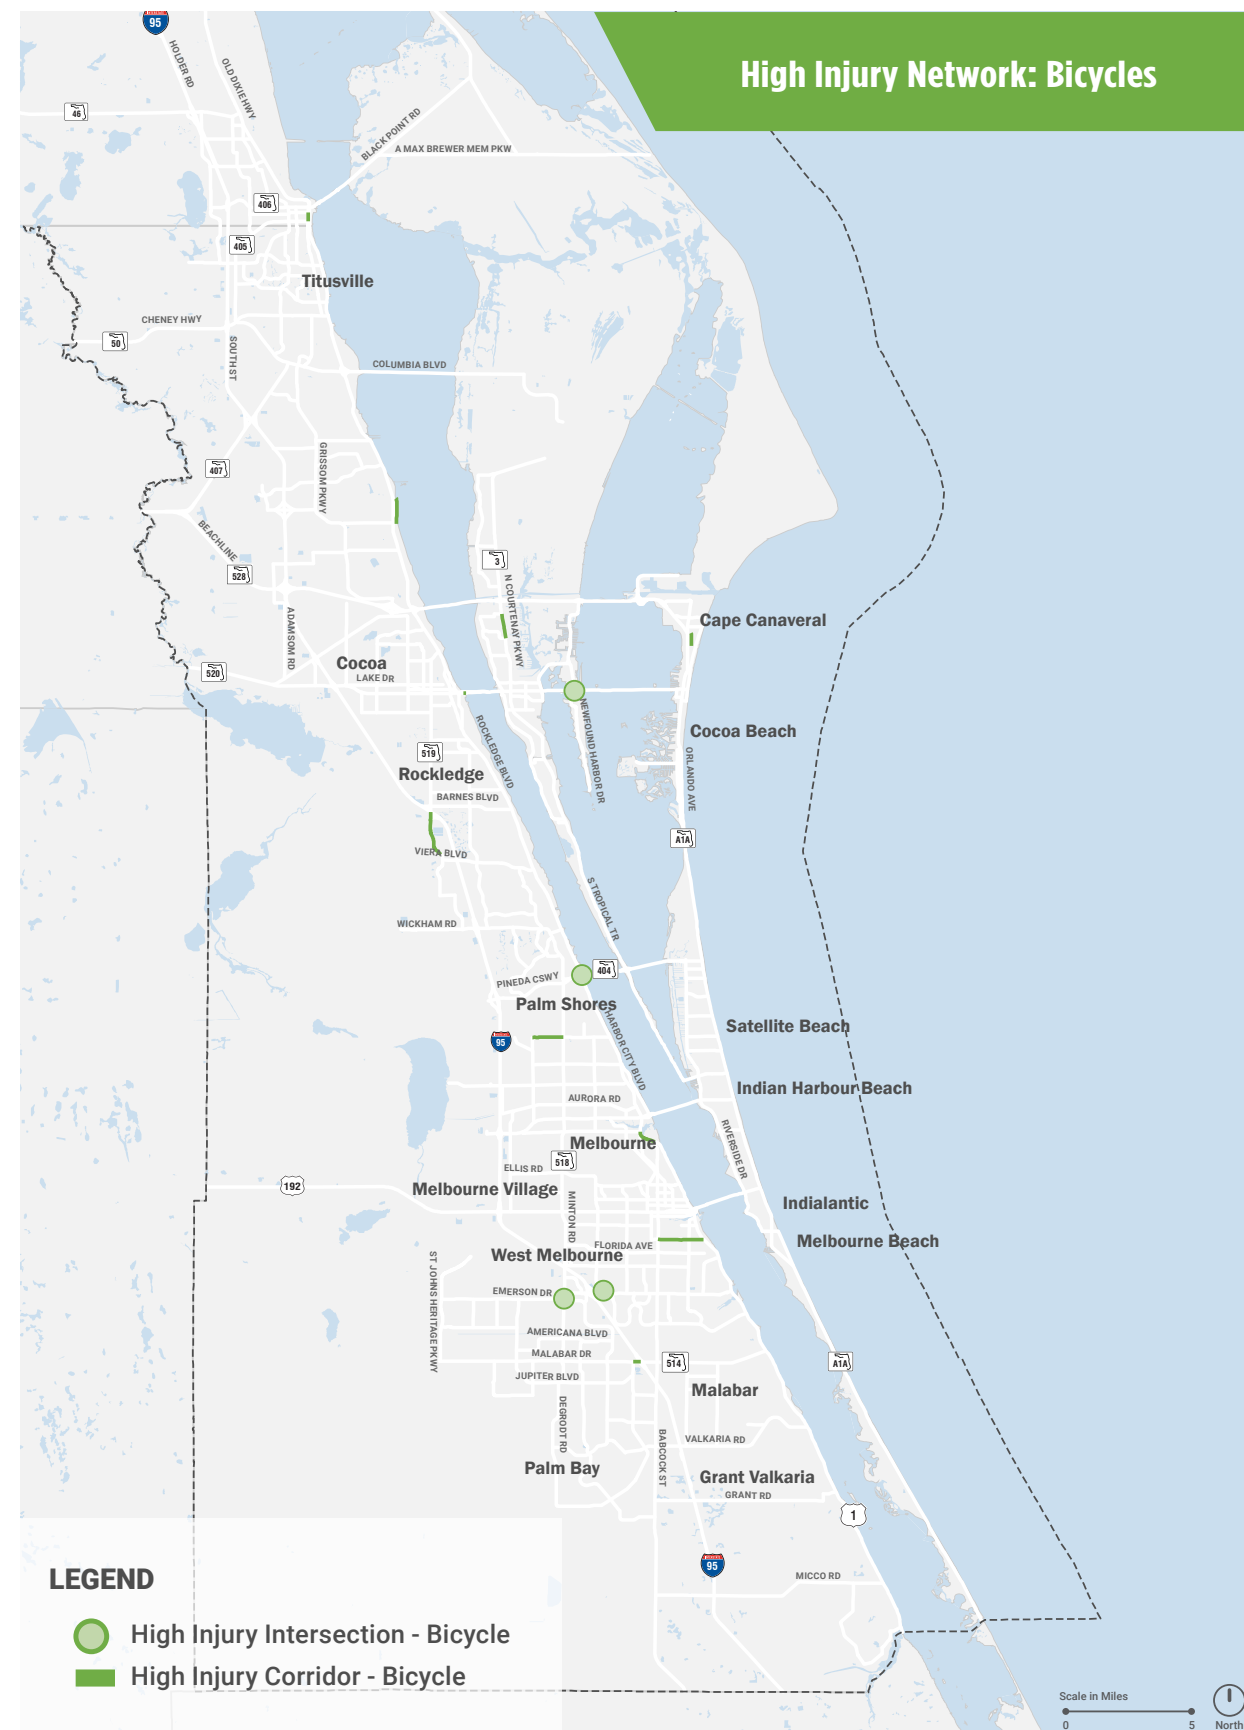 High Injury Network: Bicycles
95
HOLDER RD
OLD DIXIE HWY
46
BLACK POINT RD
A MAX BREWER MEM PKW
406
405
Titusville
CHENEY HWY
50
SOUTH ST
COLUMBIA BLVD
GRISSOM PKWY
407
BEACHLINE
528
3
N COURTENAY PKWY
ADAMSOM RD
Cape Canaveral
Cocoa
LAKE DR
520
NEWFOUND HARBOR DR
ROCKLEDGE BLVD
Cocoa Beach
ORLANDO AVE
519
Rockledge
BARNES BLVD
A1A
VIERA BLVD
S TROPICAL TR
WICKHAM RD
404
PINEDA CSWY
Palm Shores
HARBOR CITY BLVD
Satellite Beach
95
Indian Harbour Beach
AURORA RD
RIVERSIDE DR
Melbourne
518
ELLIS RD
192
Melbourne Village
MINTON RD
Indialantic
FLORIDA AVE
Melbourne Beach
West Melbourne
ST JOHNS HERITAGE PKWY
EMERSON DR
AMERICANA BLVD
MALABAR DR
514
A1A
JUPITER BLVD
Malabar
DEGRODT RD
BABCOCK ST
VALKARIA RD
Palm Bay
Grant Valkaria
GRANT RD
1
95
MICCO RD
LEGEND
High Injury Intersection - Bicycle
High Injury Corridor - Bicycle
Scale in Miles
0 5
North